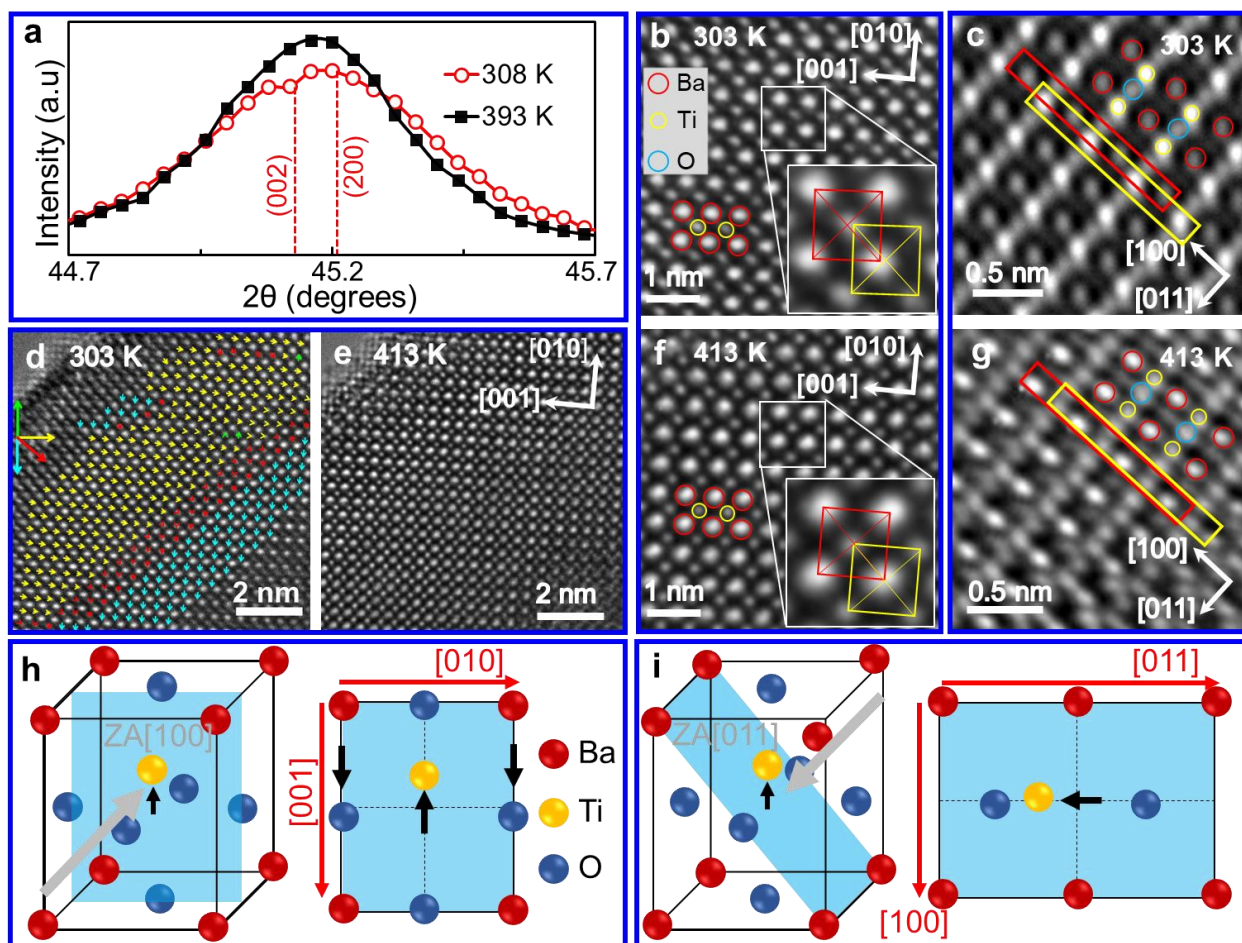 a
308 K
393 K
(002)
(200)
Intensity (a.u)
44.7
45.2
45.7
2θ (degrees)
b 303 K [010]
[001]
Ba
Ti
O
1 nm
c 303 K
[100]
[011]
0.5 nm
d 303 K
2 nm
e 413 K
[010]
[001]
2 nm
f 413 K [010]
[001]
1 nm
g 413 K
[100]
[011]
0.5 nm
h
ZA[100]
[010]
[001]
Ba
Ti
O
i
ZA[011]
[011]
[100]